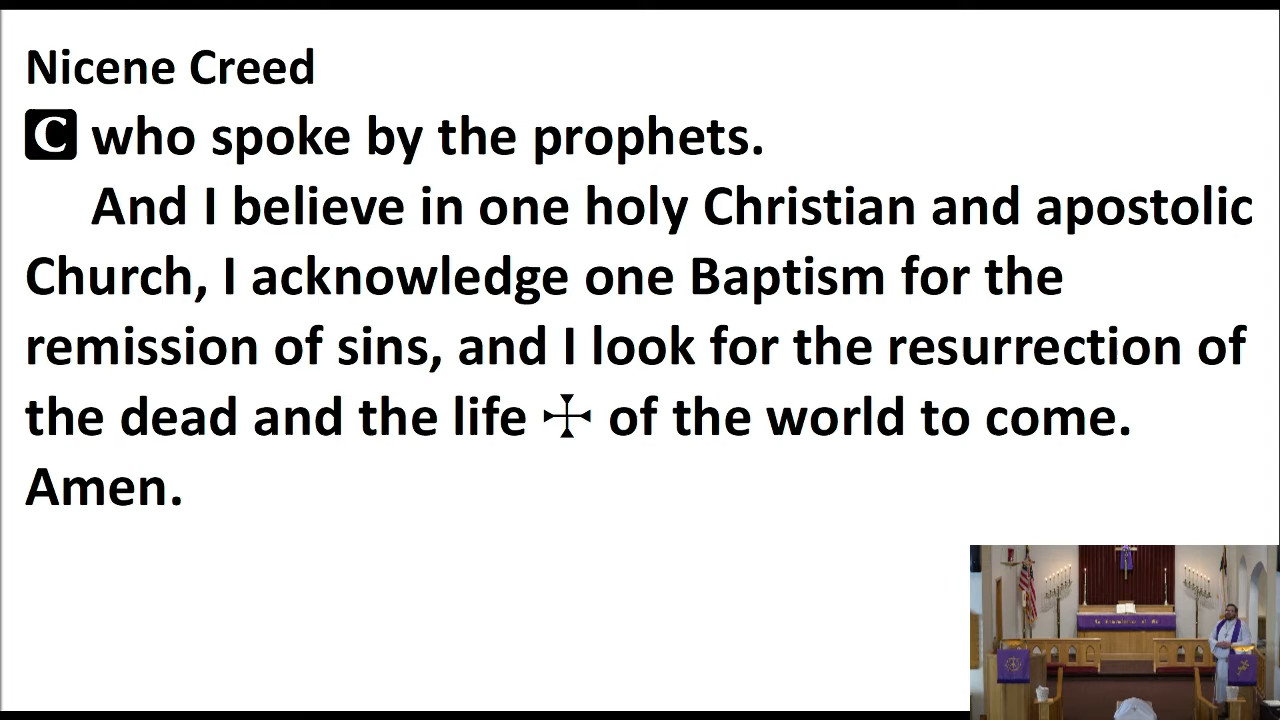 Nicene Creed
C who spoke by the prophets.
And I believe in one holy Christian and apostolic
Church, I acknowledge one Baptism for the
remission of sins, and I look for the resurrection of
the dead and the life ☩ of the world to come.
Amen.